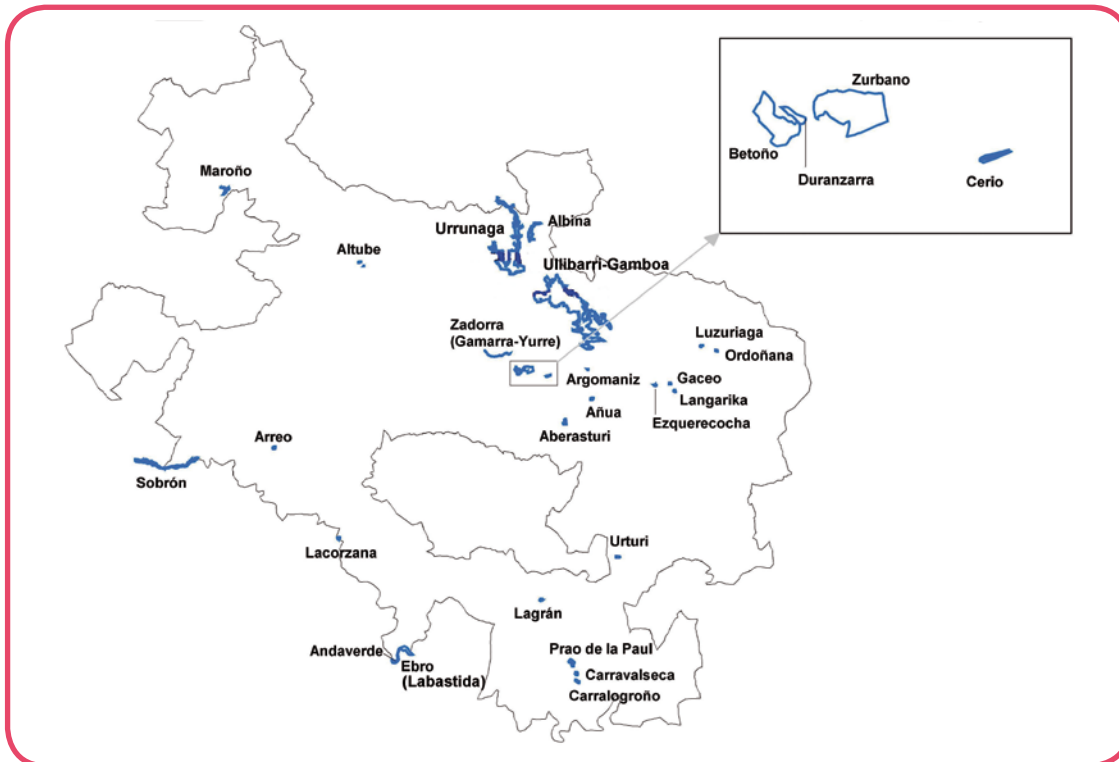 Zurbano
Betoño
Duranzarra
Cerio
Maroño
Urrunaga
Albina
Altube
Ullibarri-Gamboa
Zadorra
(Gamarra-Yurre)
Luzuriaga
Ordoñana
Argomaniz
Gaceo
Langarika
Añua
Ezquerecocha
Aberasturi
Arreo
Sobrón
Lacorzana
Urturi
Lagrán
Andaverde
Ebro
(Labastida)
Prao de la Paul
Carravalseca
Carralogroño